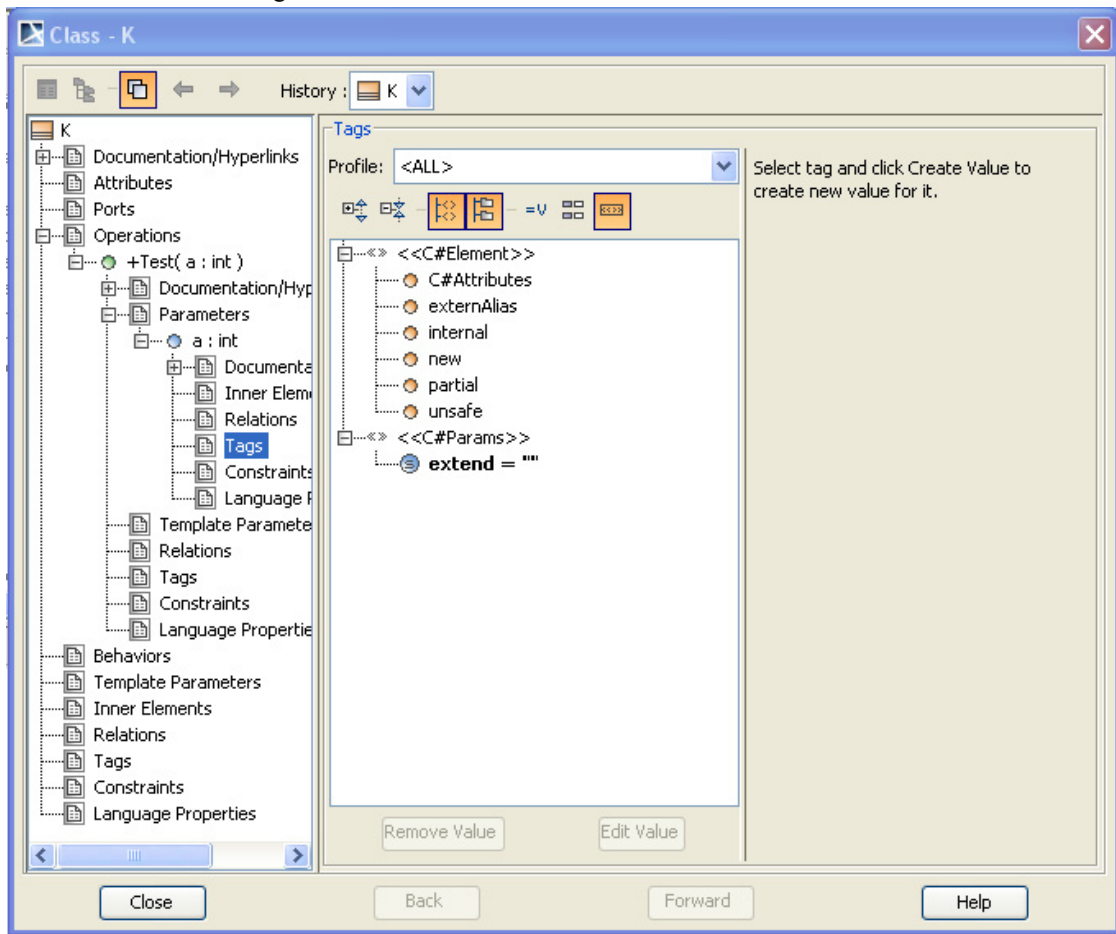 Class - K
History : K
K
Documentation/Hyperlinks
Attributes
Ports
Operations
+Test( a : int )
Documentation/Hyp
Parameters
a : int
Documenta
Inner Elem
Relations
Tags
Constraints
Language P
Template Paramete
Relations
Tags
Constraints
Language Propertie
Behaviors
Template Parameters
Inner Elements
Relations
Tags
Constraints
Language Properties
Tags
Profile: <ALL>
=V
<<C#Element>>
C#Attributes
externAlias
internal
new
partial
unsafe
<<C#Params>>
extend = ""
Remove Value Edit Value
Select tag and click Create Value to
create new value for it.
Close Back Forward Help